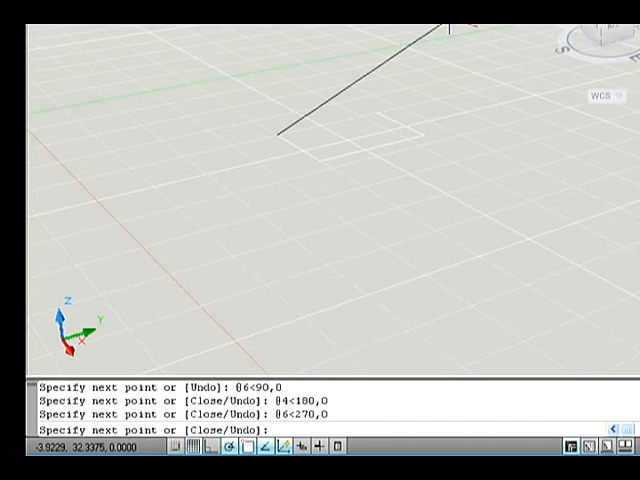 S
E
WCS
Z
Y
X
Specify next point or [Undo]: @6<90,0
Specify next point or [Close/Undo]: @4<180,0
Specify next point or [Close/Undo]: @6<270,0
Specify next point or [Close/Undo]:
-3.9229, 32.3375, 0.0000